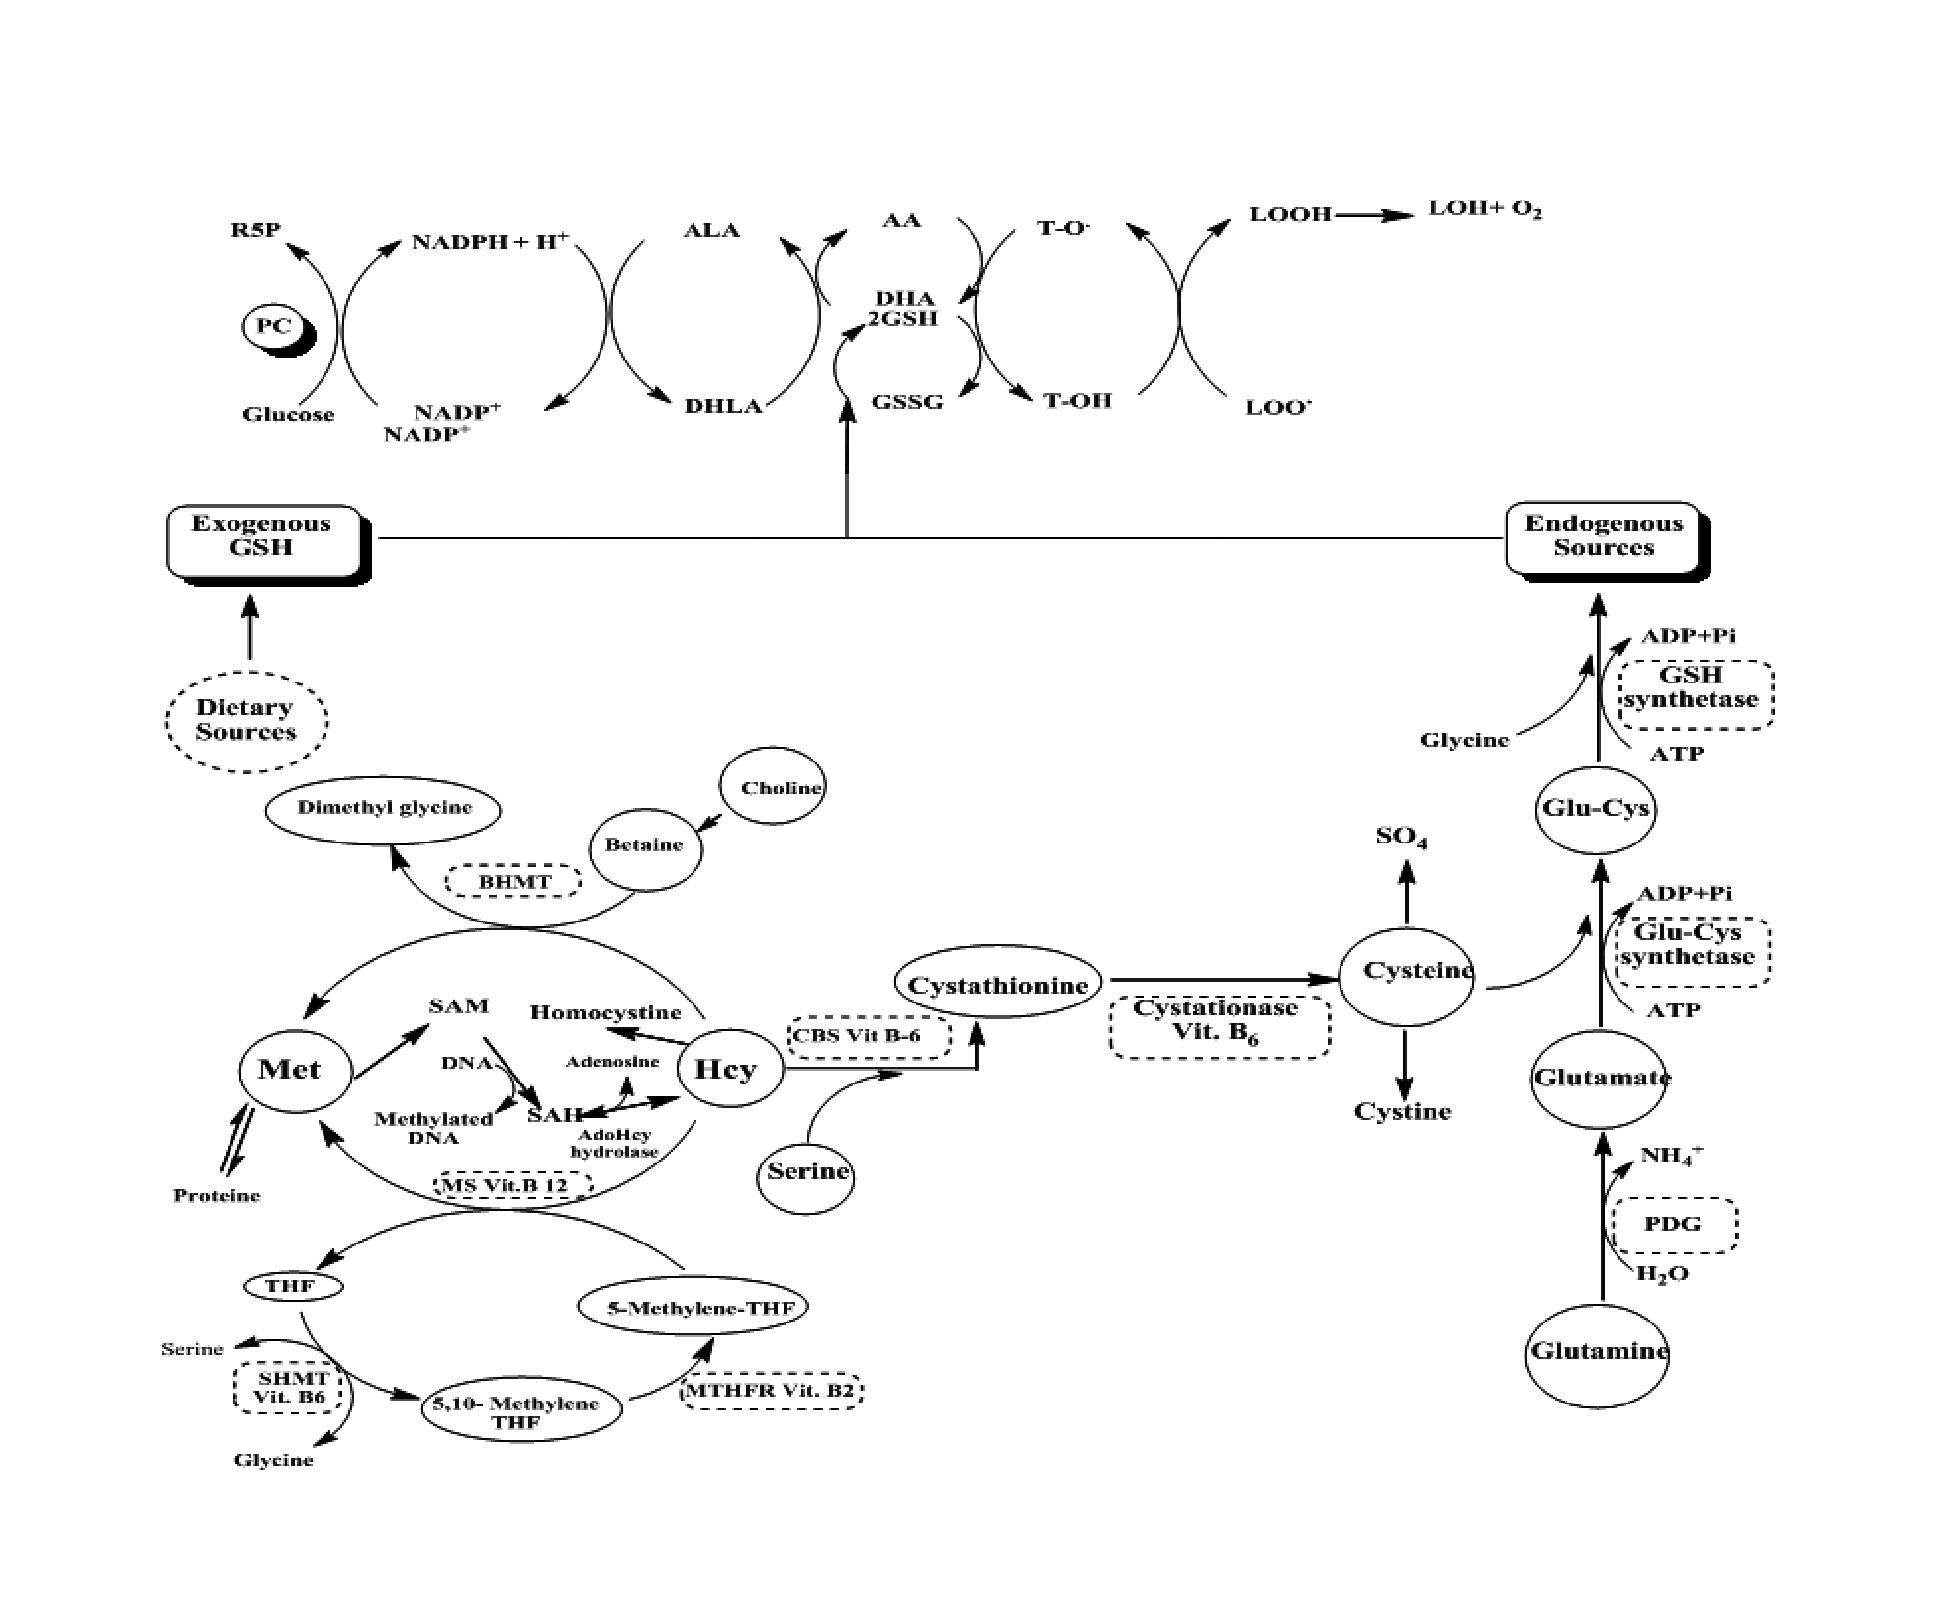 R5P
NADPH + H⁺
ALA
AA
T-O·
LOOH
LOH+ O₂
PC
DHA
2GSH
Glucose
NADP⁺
NADP⁺
DHLA
GSSG
T-OH
LOO·
Exogenous
GSH
Endogenous
Sources
ADP+Pi
GSH
synthetase
Glycine
ATP
Dietary
Sources
Dimethyl glycine
Choline
Betaine
BHMT
Glu-Cys
SO₄
ADP+Pi
Glu-Cys
synthetase
ATP
Cysteine
Cystathionine
Cystationase
Vit. B₆
SAM
Homocystine
CBS Vit B-6
Met
DNA
Adenosine
Hcy
Glutamate
Methylated
DNA
SAH
AdoHcy
hydrolase
Cystine
NH₄⁺
Proteine
MS Vit.B 12
Serine
PDG
H₂O
THF
5-Methylene-THF
Glutamine
Serine
SHMT
Vit. B6
5,10- Methylene
THF
MTHFR Vit. B2
Glycine